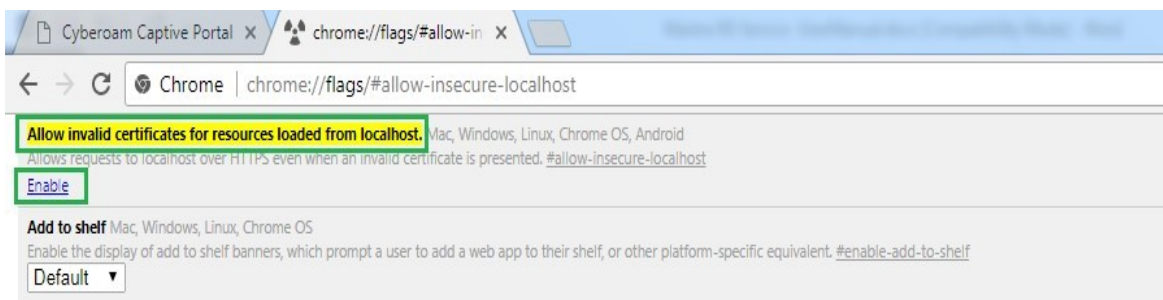 Cyberoam Captive Portal
chrome://flags/#allow-in
Chrome | chrome://flags/#allow-insecure-localhost
Allow invalid certificates for resources loaded from localhost. Mac, Windows, Linux, Chrome OS, Android
Allows requests to localhost over HTTPS even when an invalid certificate is presented. #allow-insecure-localhost
Enable
Add to shelf Mac, Windows, Linux, Chrome OS
Enable the display of add to shelf banners, which prompt a user to add a web app to their shelf, or other platform-specific equivalent. #enable-add-to-shelf
Default